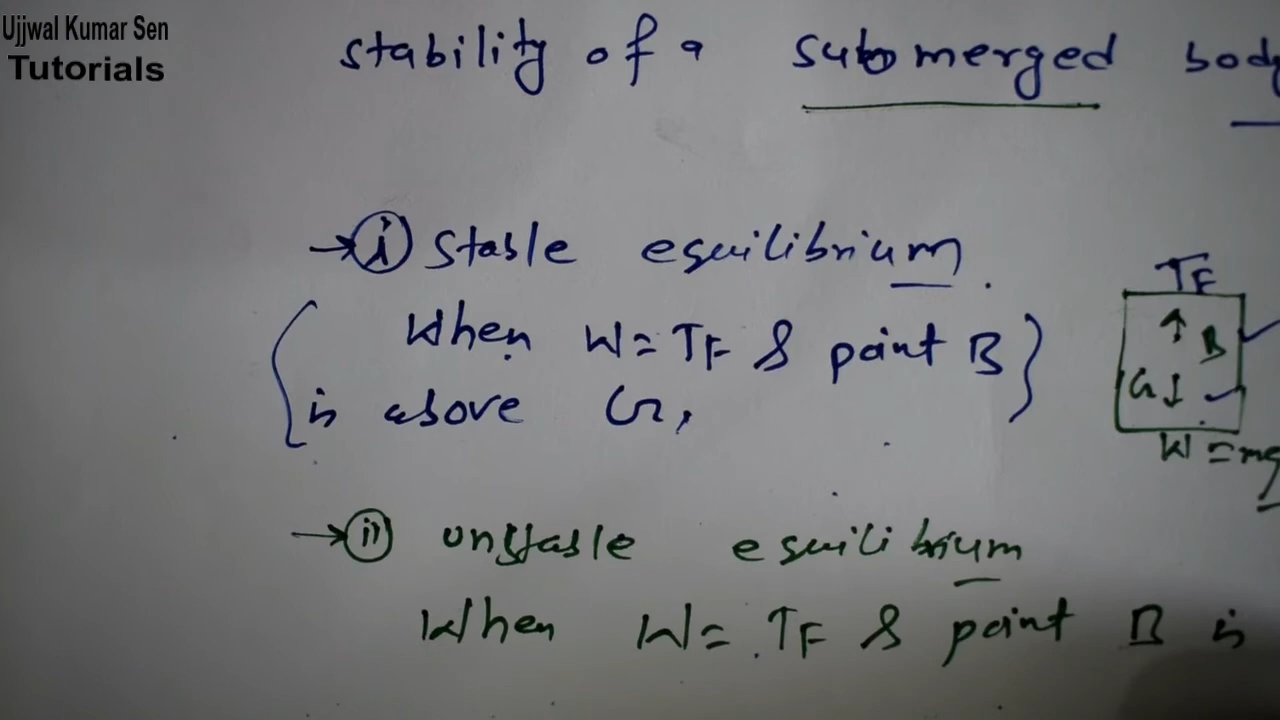 Ujjwal Kumar Sen
Tutorials
stability of a submerged body
→ (i) Stable equilibrium.
When W = TF & point B
is above G,
TF
↑ B
G ↓
W = mg
→ (ii) unstable equilibrium
When W = TF & point B is